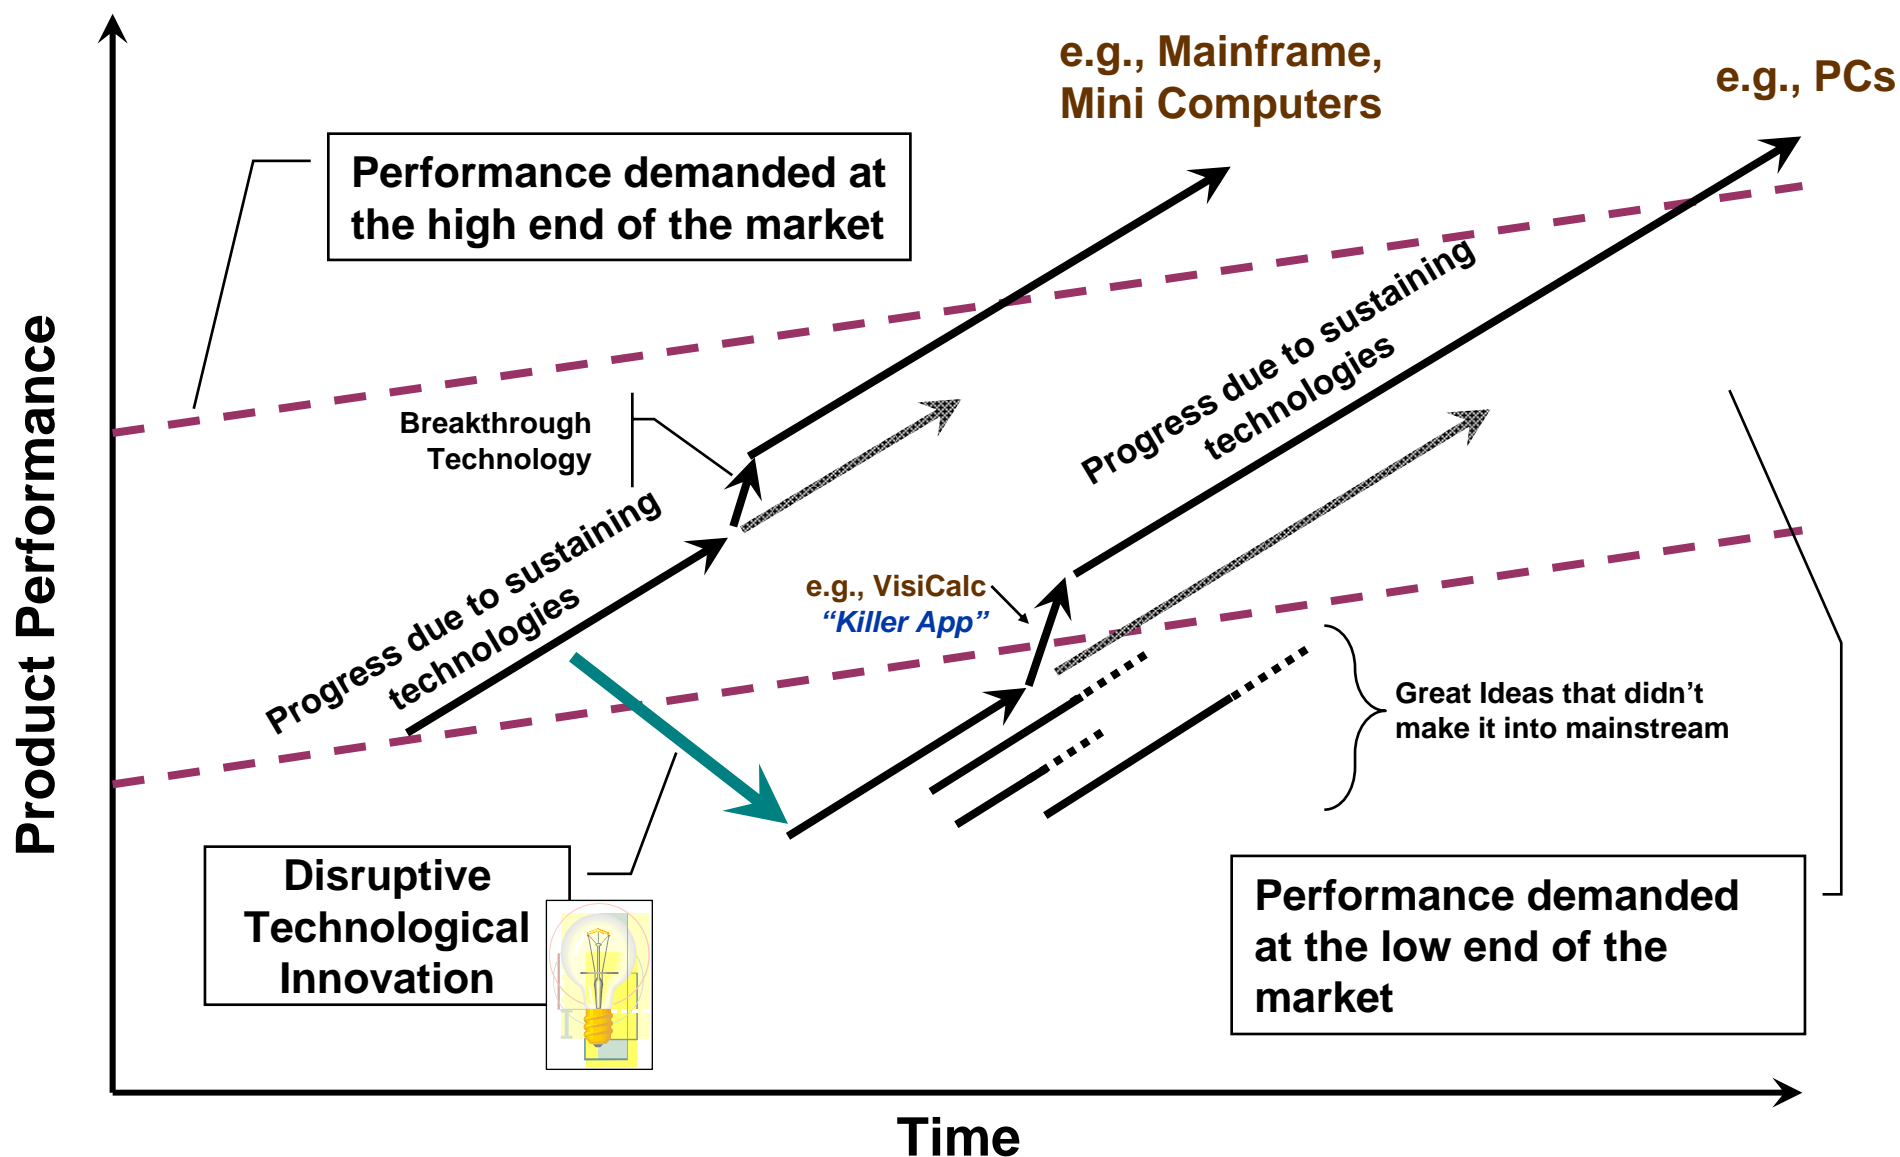 e.g., Mainframe,
Mini Computers
e.g., PCs
Performance demanded at
the high end of the market
Product Performance
Breakthrough
Technology
Progress due to sustaining
technologies
Progress due to sustaining
technologies
e.g., VisiCalc
“Killer App”
Great Ideas that didn’t
make it into mainstream
Disruptive
Technological
Innovation
Performance demanded
at the low end of the
market
Time